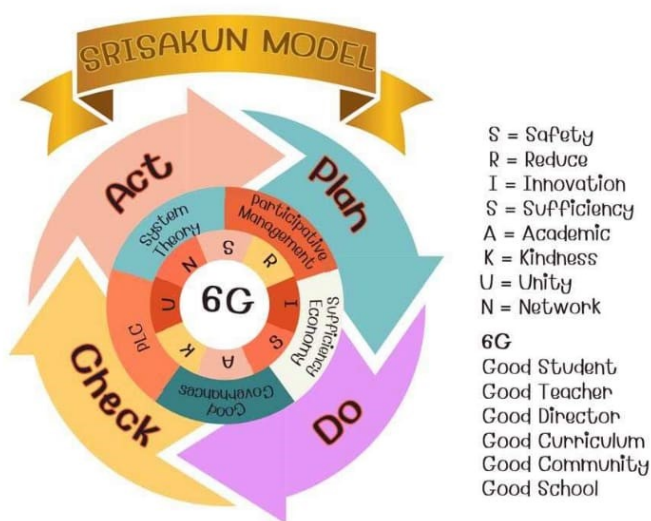 SRISAKUN MODEL
Act
Plan
Do
Check
System
Theory
Participative
Management
Sufficiency
Economy
Good
Governances
PLC
S
R
I
S
A
K
U
N
6G
S = Safety
R = Reduce
I = Innovation
S = Sufficiency
A = Academic
K = Kindness
U = Unity
N = Network
6G
Good Student
Good Teacher
Good Director
Good Curriculum
Good Community
Good School